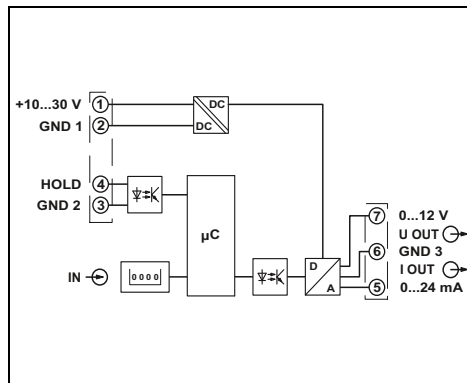 +10...30 V 1
GND 1 2
DC
DC
HOLD 4
GND 2 3
µC
IN
0000
D
A
7 0...12 V
U OUT
6 GND 3
I OUT
5 0...24 mA